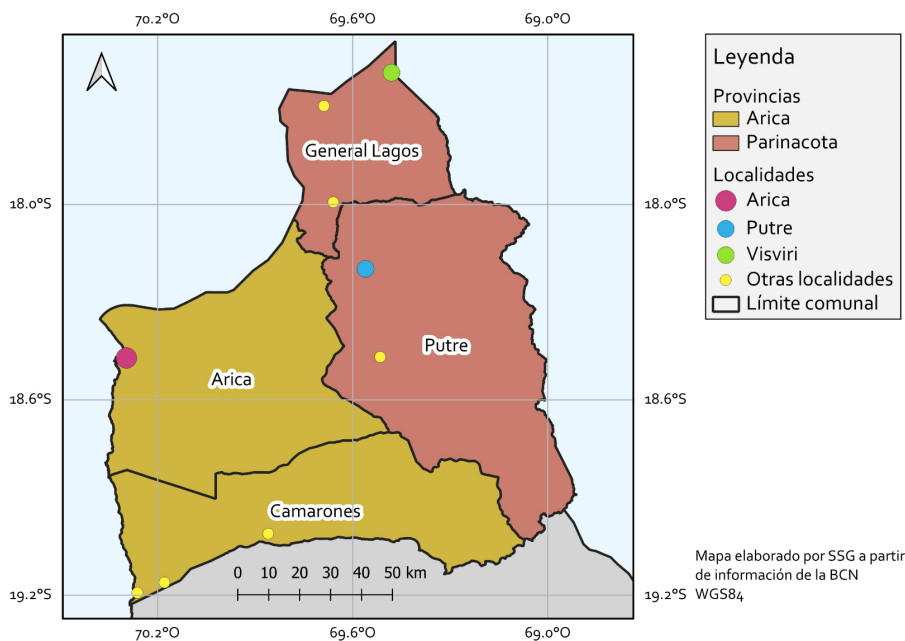 70.2°O 69.6°O 69.0°O
General Lagos
18.0°S 18.0°S
Putre
Arica
18.6°S 18.6°S
Camarones
0 10 20 30 40 50 km
19.2°S 19.2°S
70.2°O 69.6°O 69.0°O
Leyenda
Provincias
Arica
Parinacota
Localidades
Arica
Putre
Visviri
Otras localidades
Límite comunal
Mapa elaborado por SSG a partir
de información de la BCN
WGS84